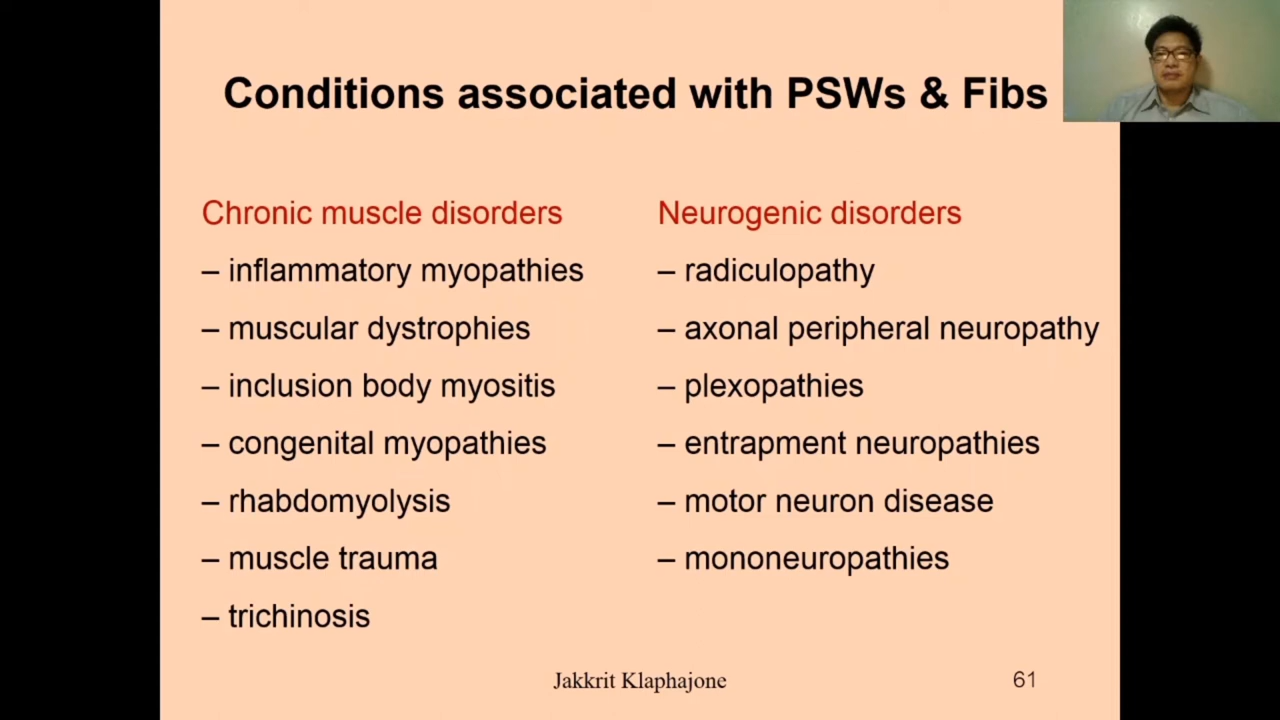 Conditions associated with PSWs & Fibs
Chronic muscle disorders
– inflammatory myopathies
– muscular dystrophies
– inclusion body myositis
– congenital myopathies
– rhabdomyolysis
– muscle trauma
– trichinosis
Neurogenic disorders
– radiculopathy
– axonal peripheral neuropathy
– plexopathies
– entrapment neuropathies
– motor neuron disease
– mononeuropathies
Jakkrit Klaphajone
61